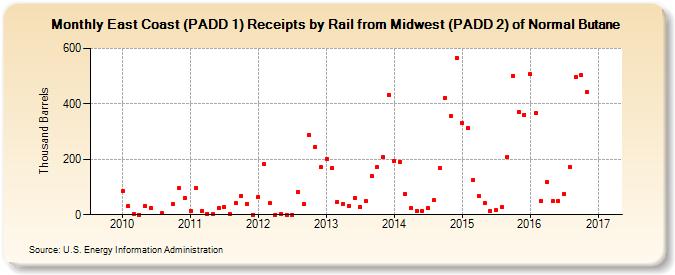 Monthly East Coast (PADD 1) Receipts by Rail from Midwest (PADD 2) of Normal Butane
Thousand Barrels
600
400
200
0
2010 2011 2012 2013 2014 2015 2016 2017
Source: U.S. Energy Information Administration